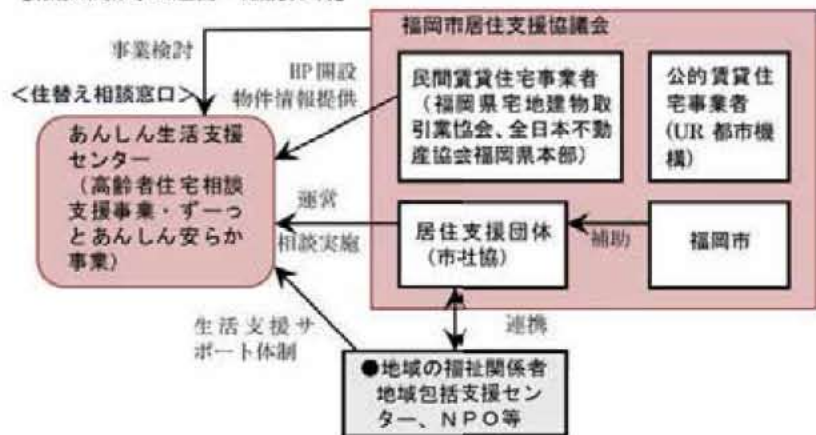 福岡市居住支援協議会
事業検討
HP開設
物件情報提供
<住替え相談窓口>
民間賃貸住宅事業者
(福岡県宅地建物取
引業協会、全日本不動
産協会福岡県本部)
公的賃貸住
宅事業者
(UR 都市機
構)
あんしん生活支援
センター
(高齢者住宅相談
支援事業・ずーっ
とあんしん安らか
事業)
運営
相談実施
居住支援団体
(市社協)
補助
福岡市
生活支援サ
ポート体制
連携
●地域の福祉関係者
地域包括支援セン
ター、NPO等